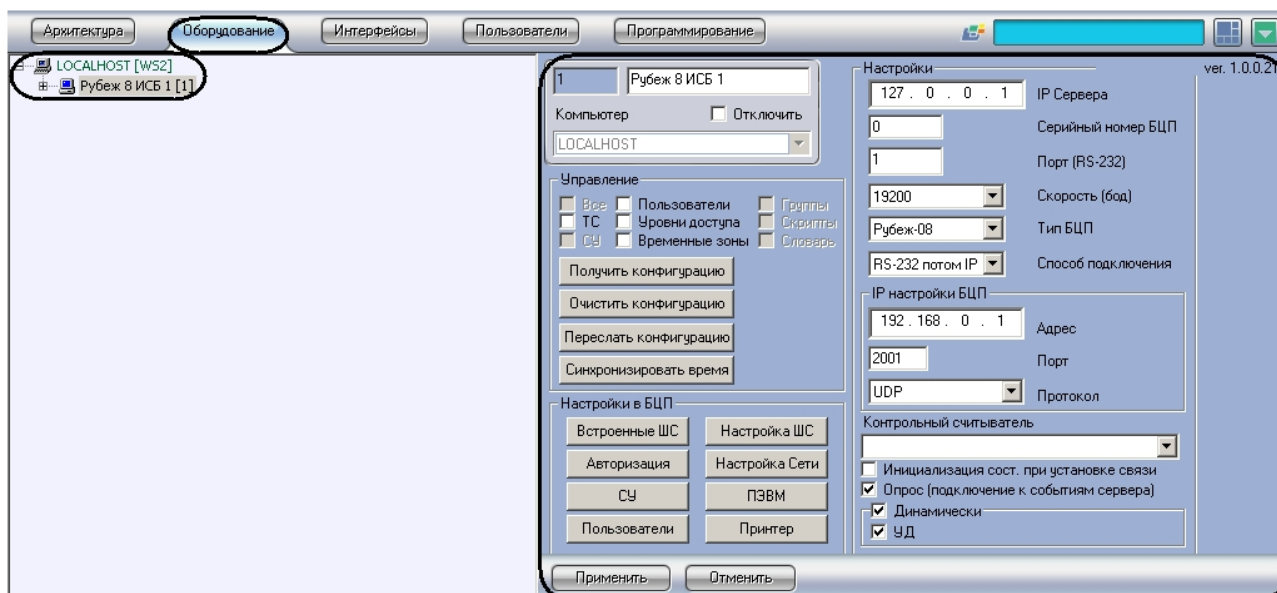 Архитектура Оборудование Интерфейсы Пользователи Программирование
LOCALHOST [WS2]
Рубеж 8 ИСБ 1 [1]
1 Рубеж 8 ИСБ 1
Компьютер Отключить
LOCALHOST
Управление
Все Пользователи Группы
ТС Уровни доступа Скрипты
СУ Временные зоны Словарь
Получить конфигурацию
Очистить конфигурацию
Переслать конфигурацию
Синхронизировать время
Настройки в БЦП
Встроенные ШС Настройка ШС
Авторизация Настройка Сети
СУ ПЭВМ
Пользователи Принтер
Настройки
127 . 0 . 0 . 1 IP Сервера
0 Серийный номер БЦП
1 Порт (RS-232)
19200 Скорость (бод)
Рубеж-08 Тип БЦП
RS-232 потом IP Способ подключения
IP настройки БЦП
192 . 168 . 0 . 1 Адрес
2001 Порт
UDP Протокол
Контрольный считыватель
Инициализация сост. при установке связи
Опрос (подключение к событиям сервера)
Динамически
УД
ver. 1.0.0.21
Применить Отменить